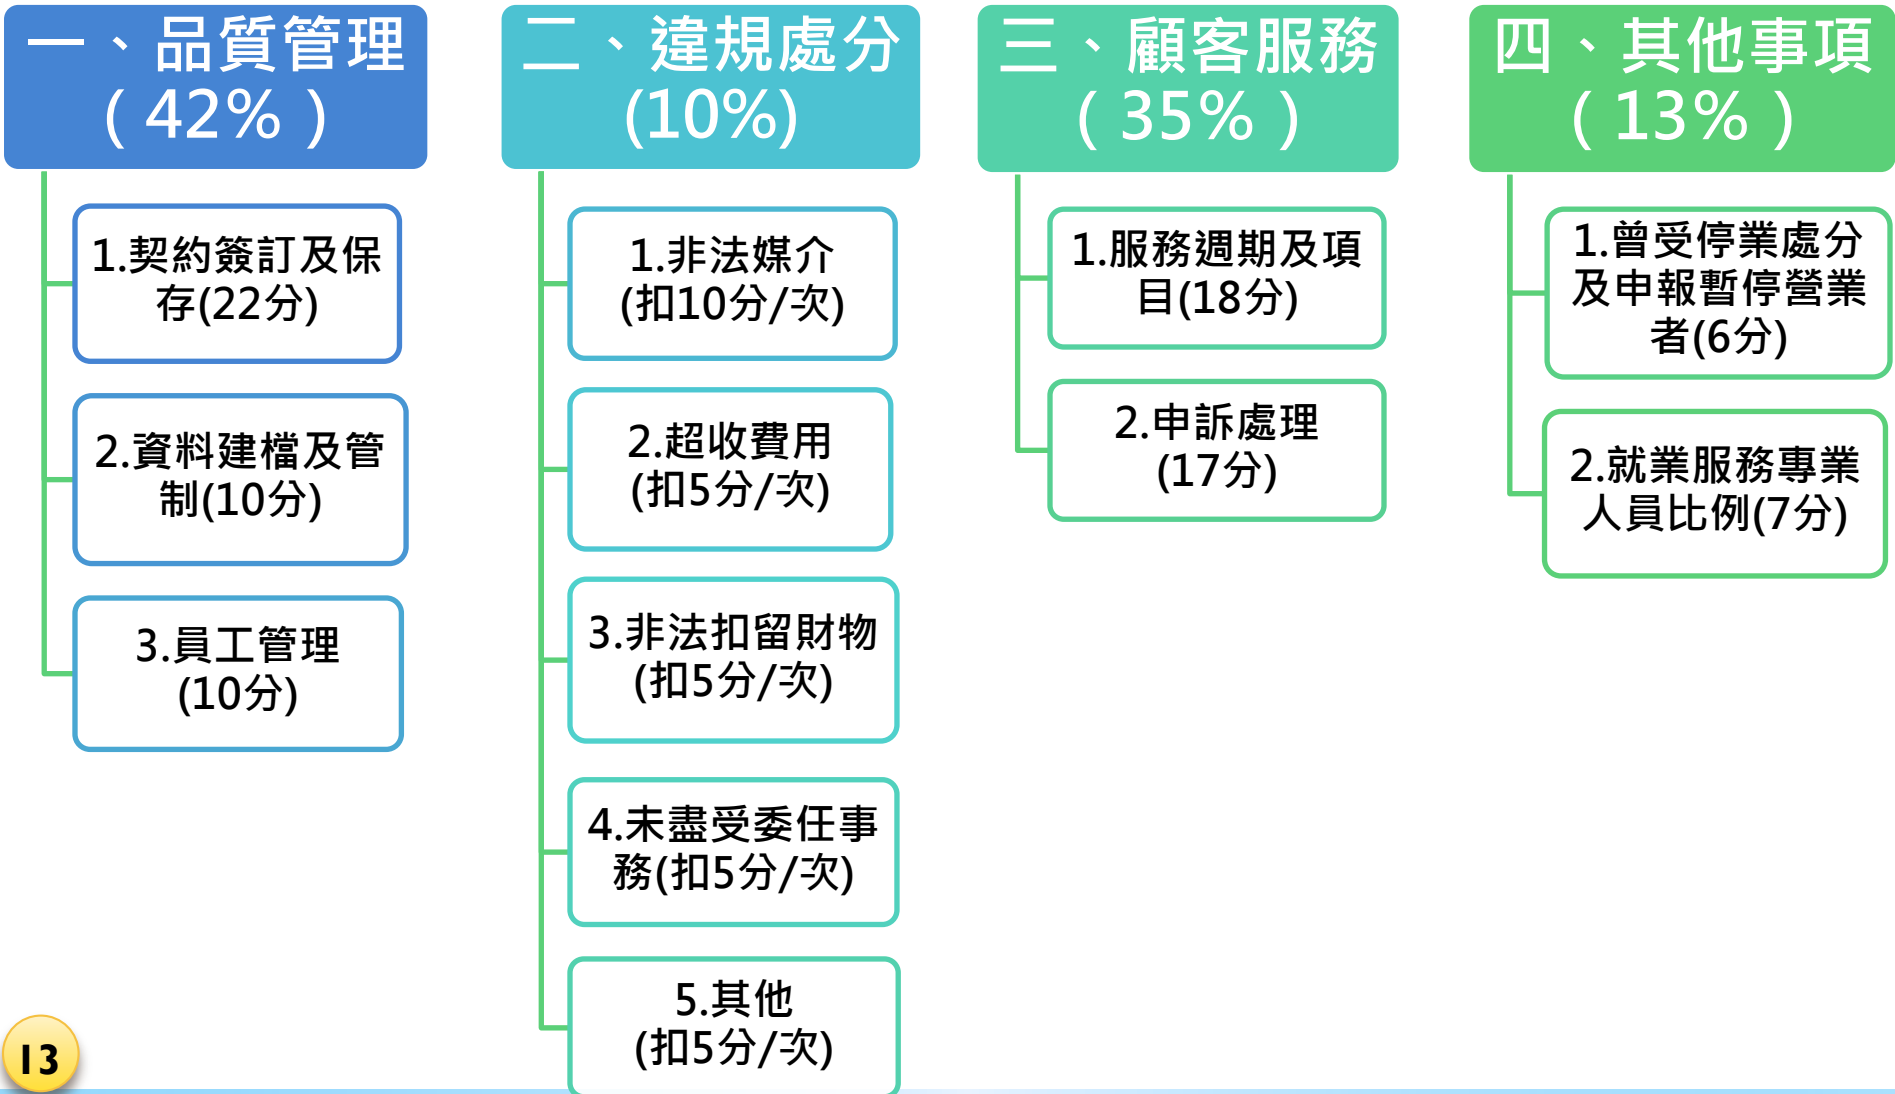 一、品質管理
( 42% )
1.契約簽訂及保
存(22分)
2.資料建檔及管
制(10分)
3.員工管理
(10分)
二、違規處分
(10%)
1.非法媒介
(扣10分/次)
2.超收費用
(扣5分/次)
3.非法扣留財物
(扣5分/次)
4.未盡受委任事
務(扣5分/次)
5.其他
(扣5分/次)
三、顧客服務
( 35% )
1.服務週期及項
目(18分)
2.申訴處理
(17分)
四、其他事項
( 13% )
1.曾受停業處分
及申報暫停營業
者(6分)
2.就業服務專業
人員比例(7分)
13